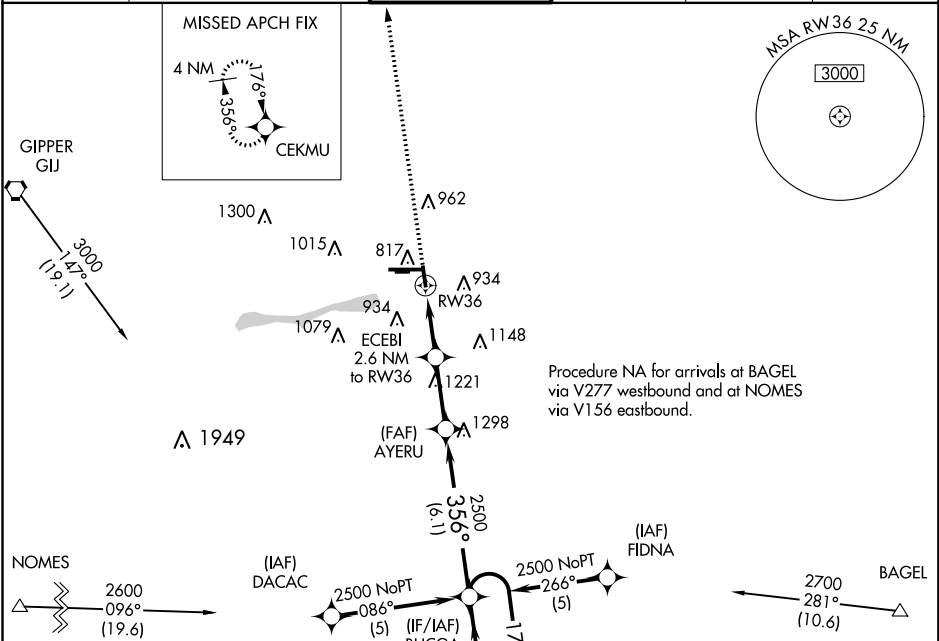 MISSED APCH FIX
4 NM
176°
356°
CEKMU
MSA RW36 25 NM
3000
GIPPER
GIJ
3000
147°
(19.1)
1300
962
1015
817
934
RW36
934
1079
ECEBI
2.6 NM
to RW36
1148
1221
Procedure NA for arrivals at BAGEL
via V277 westbound and at NOMES
via V156 eastbound.
1949
(FAF)
AYERU
1298
2500
356°
(6.1)
NOMES
2600
096°
(19.6)
(IAF)
DACAC
2500 NoPT
086°
(5)
(IF/IAF)
(IAF)
FIDNA
2500 NoPT
266°
(5)
BAGEL
2700
281°
(10.6)